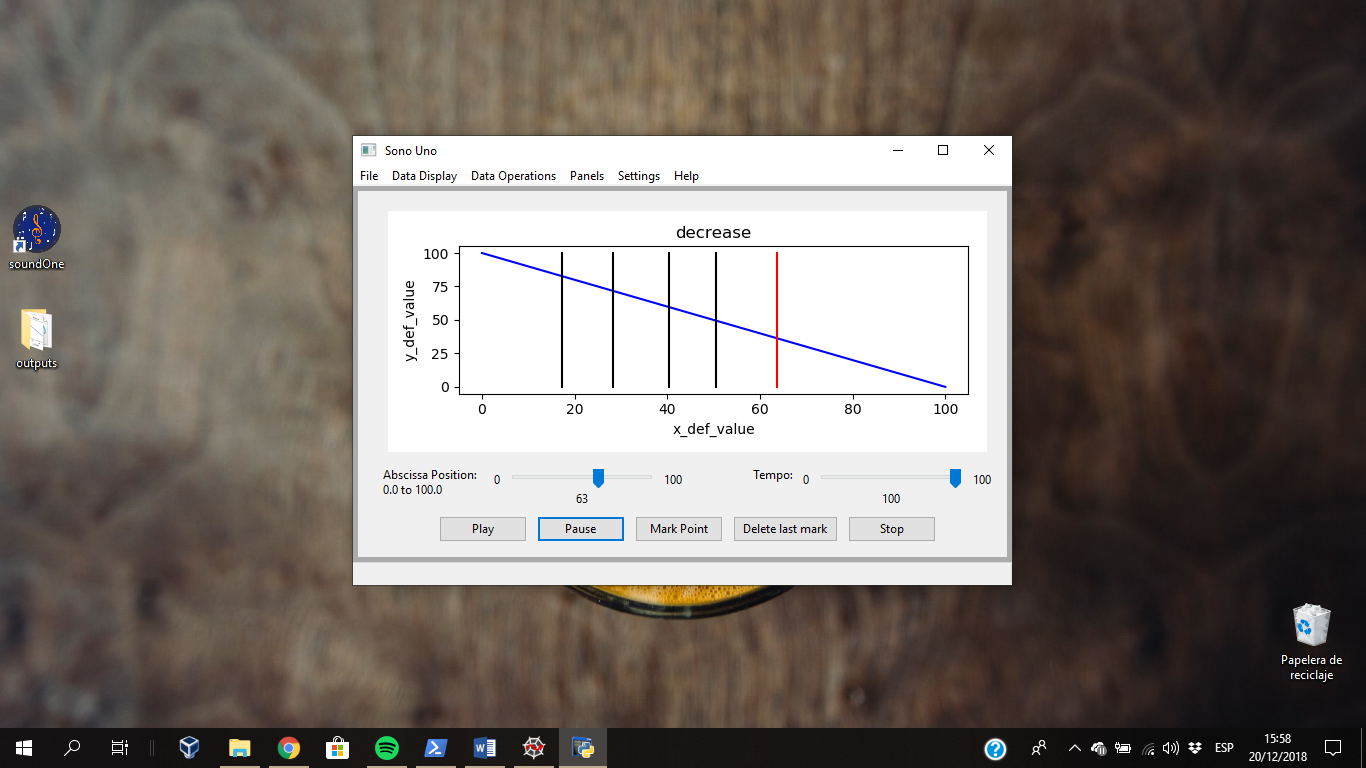 Sono Uno
File Data Display Data Operations Panels Settings Help
decrease
100
75
50
25
0
y_def_value
0 20 40 60 80 100
x_def_value
Abscissa Position:
0.0 to 100.0
0 100
63
Tempo: 0 100
100
Play Pause Mark Point Delete last mark Stop
soundOne
outputs
Papelera de
reciclaje
ESP
15:58
20/12/2018